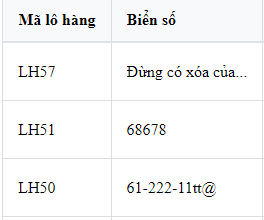 Mã lô hàng Biển số
LH57 Đừng có xóa của...
LH51 68678
LH50 61-222-11tt@